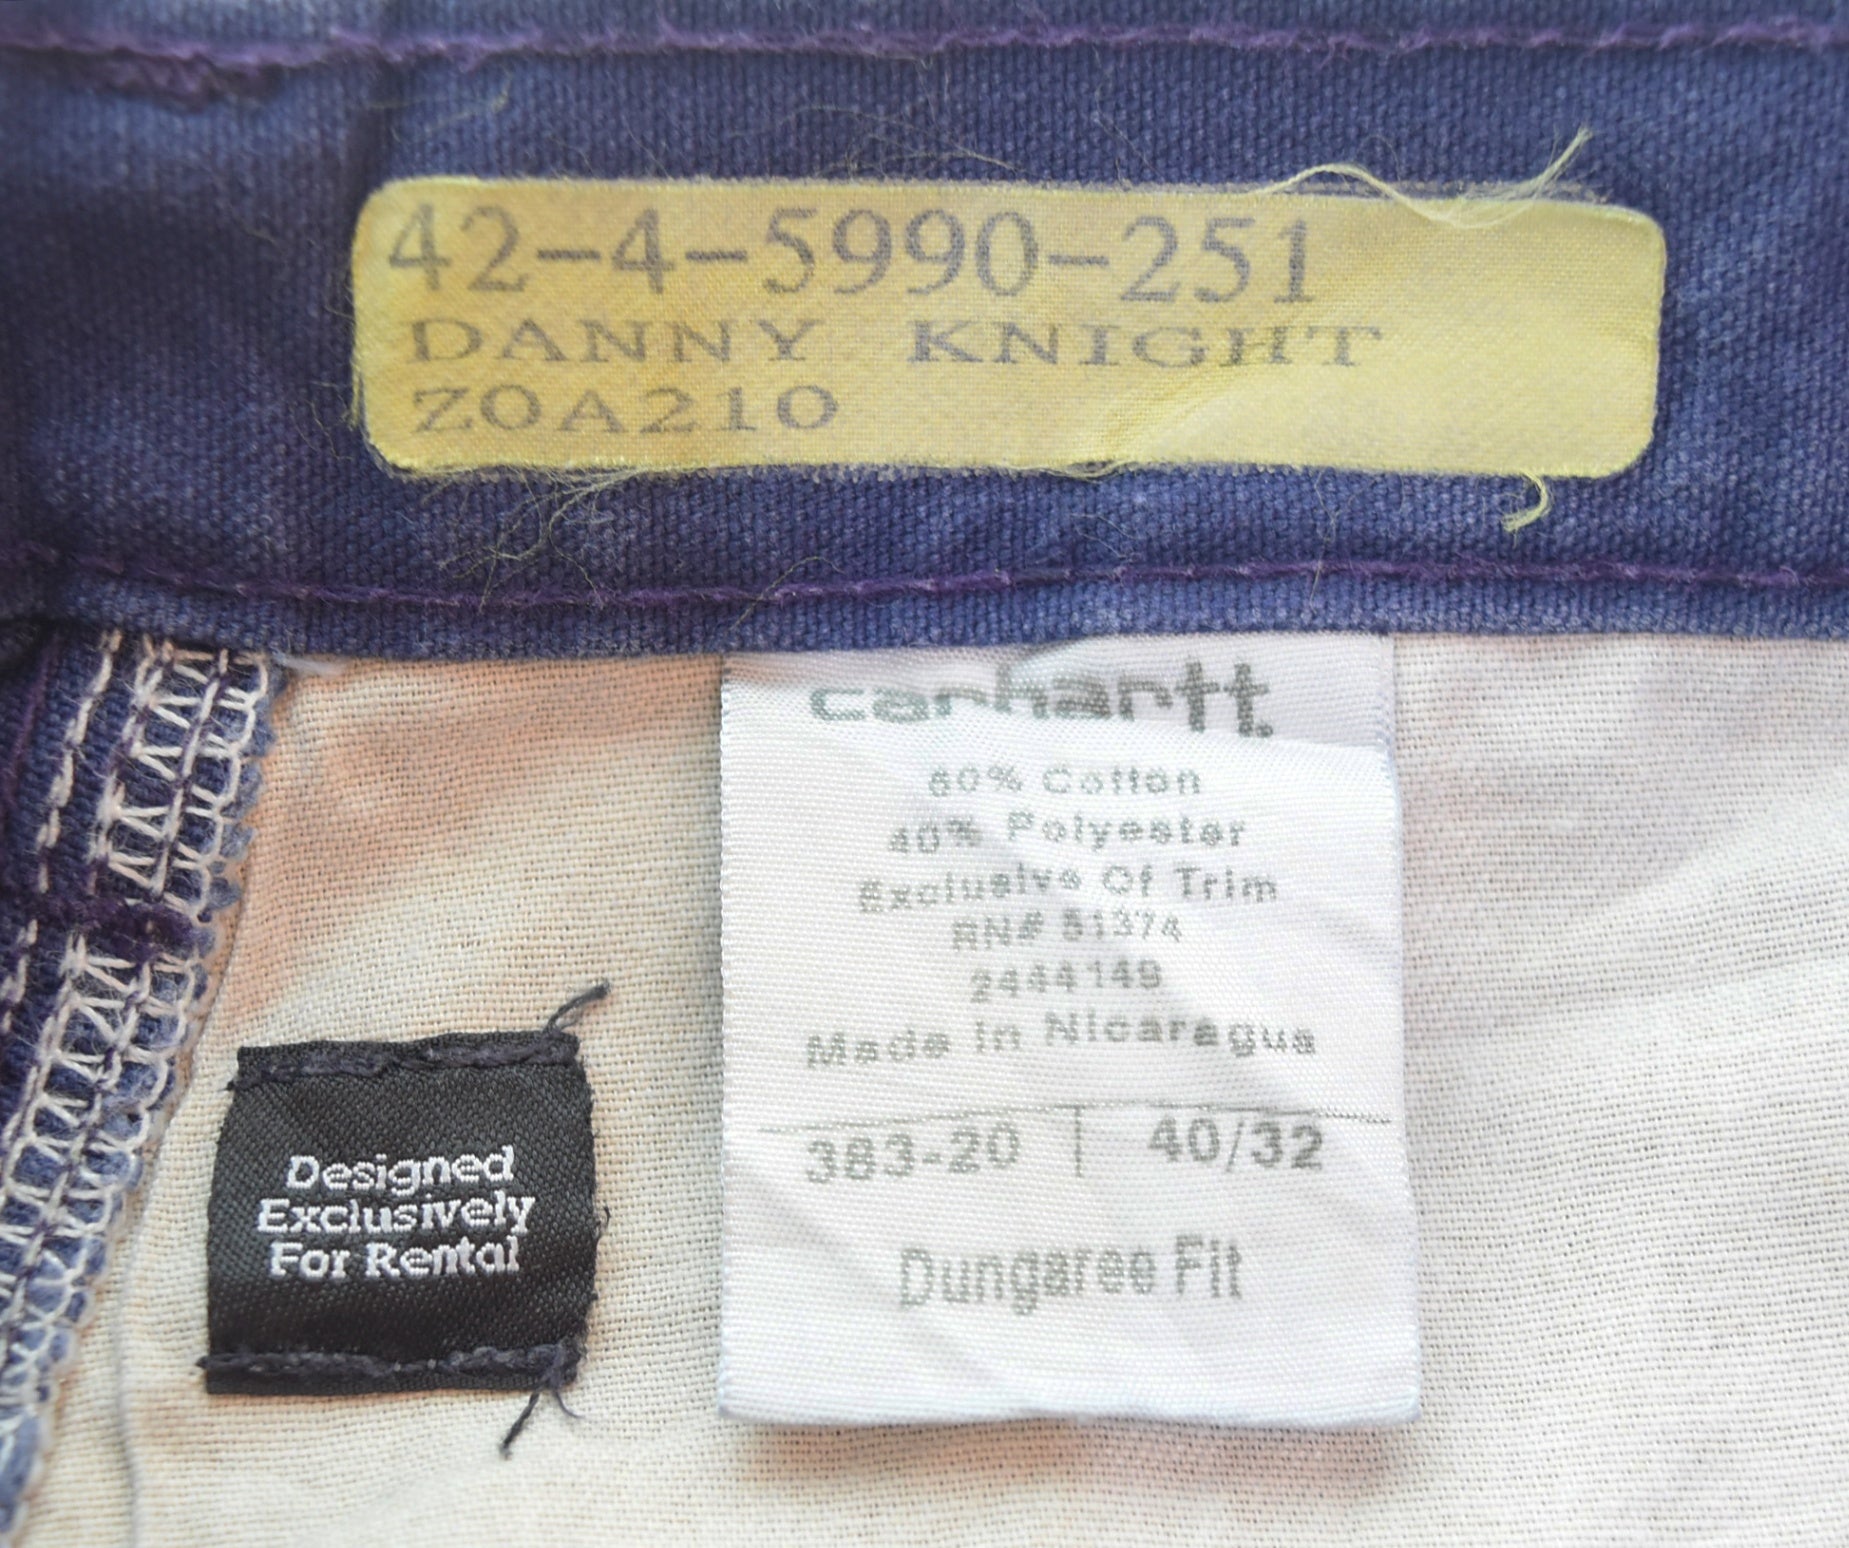 42-4-5990-251
DANNY KNIGHT
ZOA210
carhartt.
60% Cotton
40% Polyester
Exclusive Of Trim
RN# 51374
2444149
Made in Nicaragua
383-20 | 40/32
Dungaree Fit
Designed
Exclusively
For Rental